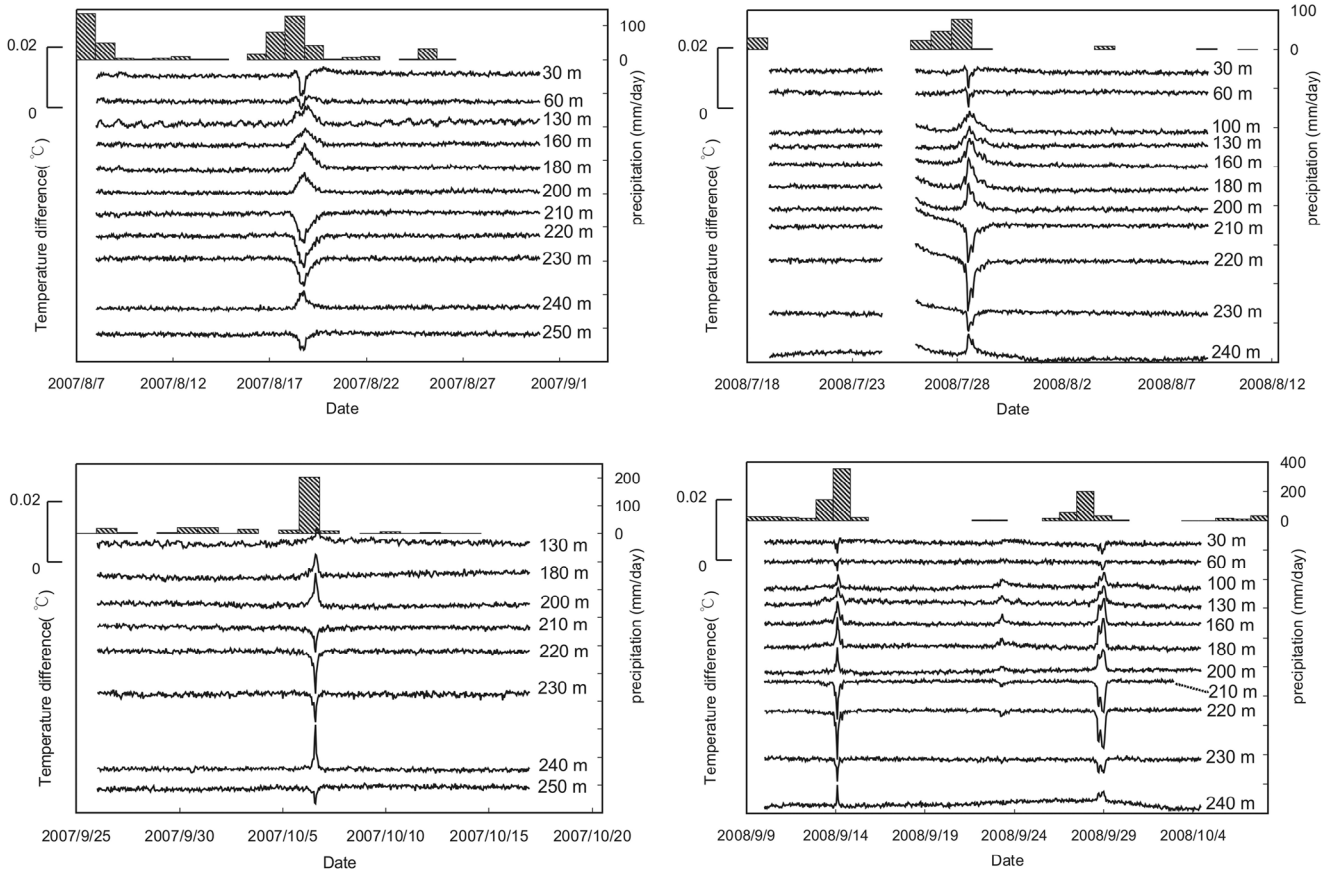 100
0.02
0
30 m
60 m
0
130 m
160 m
180 m
200 m
210 m
220 m
230 m
240 m
250 m
Temperature difference( ℃)
precipitation (mm/day)
2007/8/7 2007/8/12 2007/8/17 2007/8/22 2007/8/27 2007/9/1
Date
100
0.02
0
30 m
60 m
0
100 m
130 m
160 m
180 m
200 m
210 m
220 m
230 m
240 m
Temperature difference( ℃)
precipitation (mm/day)
2008/7/18 2008/7/23 2008/7/28 2008/8/2 2008/8/7 2008/8/12
Date
200
0.02
100
0
130 m
0
180 m
200 m
210 m
220 m
230 m
240 m
250 m
Temperature difference( ℃)
precipitation (mm/day)
2007/9/25 2007/9/30 2007/10/5 2007/10/10 2007/10/15 2007/10/20
Date
400
0.02
200
0
30 m
60 m
0
100 m
130 m
160 m
180 m
200 m
210 m
220 m
230 m
240 m
Temperature difference( ℃)
precipitation (mm/day)
2008/9/9 2008/9/14 2008/9/19 2008/9/24 2008/9/29 2008/10/4
Date